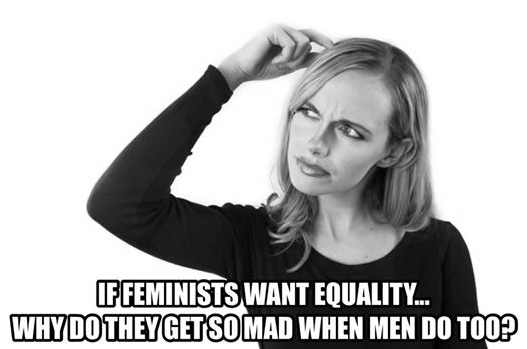 IF FEMINISTS WANT EQUALITY...
WHY DO THEY GET SO MAD WHEN MEN DO TOO?